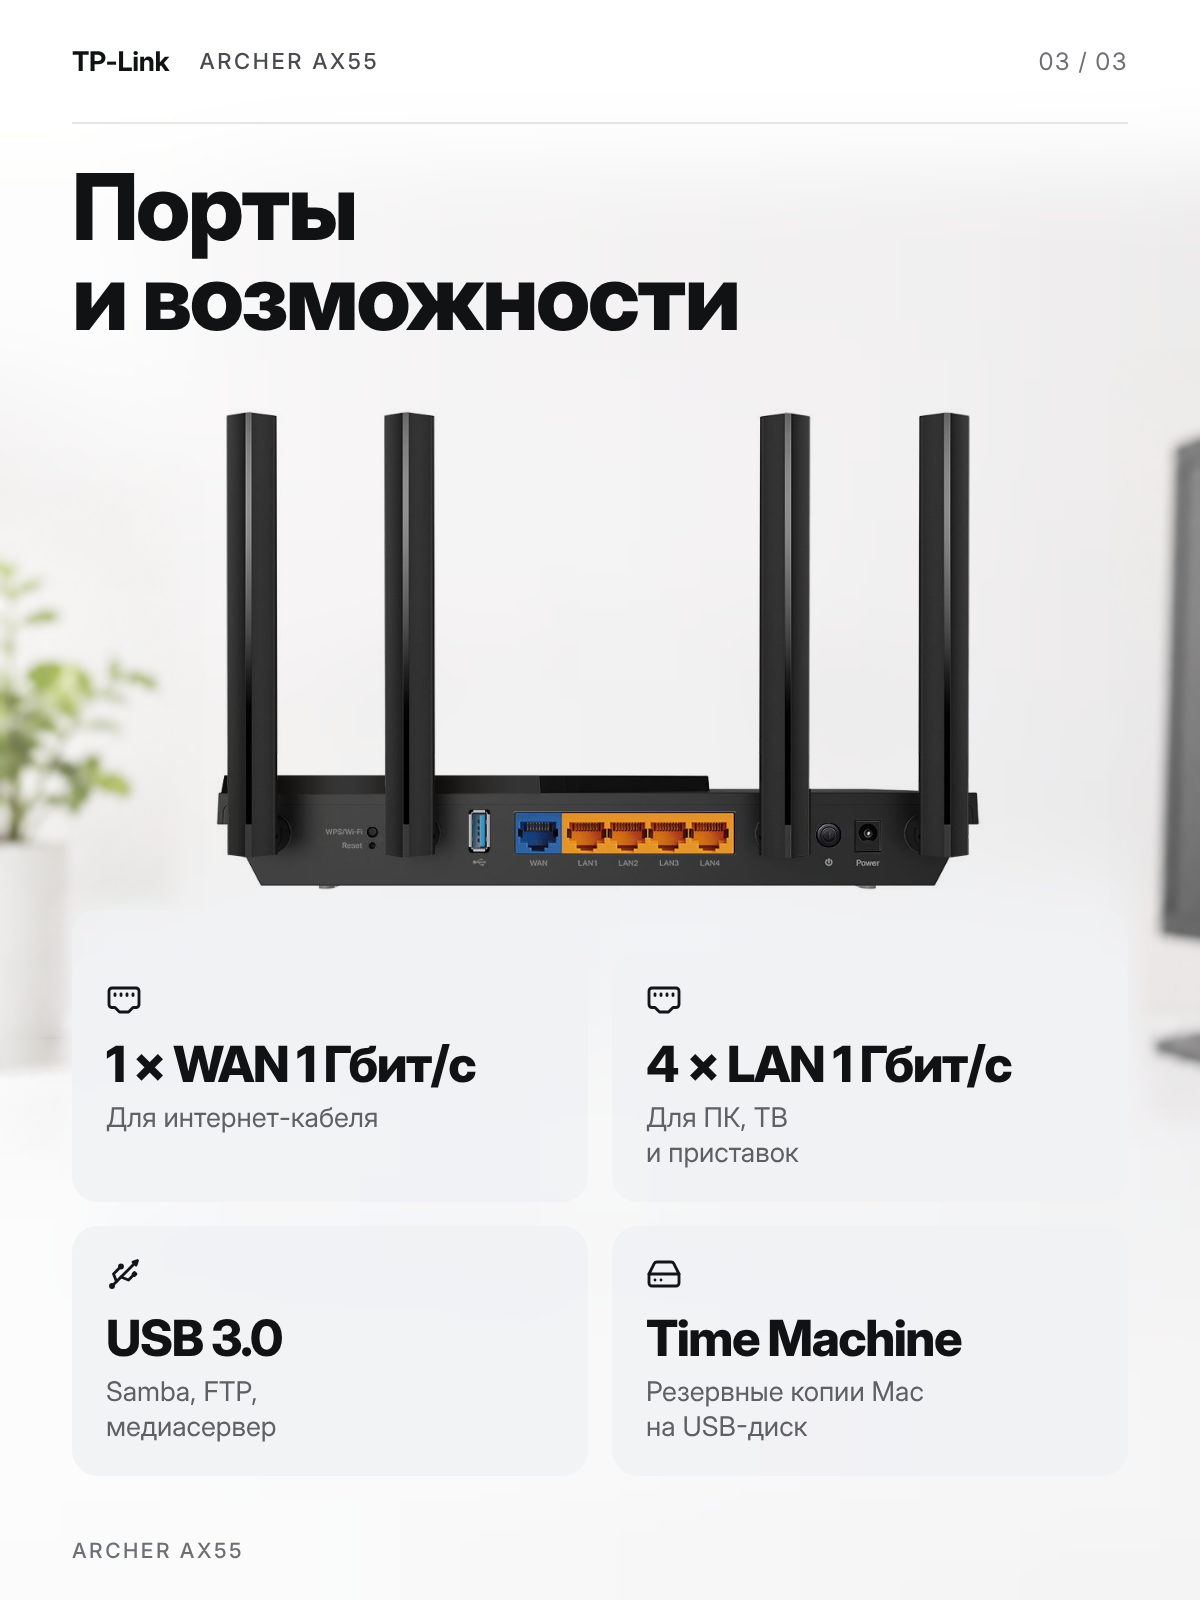 TP-Link ARCHER AX55 03 / 03
Порты
и возможности
WPS/Wi-Fi
Reset
WAN LAN1 LAN2 LAN3 LAN4 Power
1 × WAN 1 Гбит/с
Для интернет-кабеля
4 × LAN 1 Гбит/с
Для ПК, ТВ
и приставок
USB 3.0
Samba, FTP,
медиасервер
Time Machine
Резервные копии Mac
на USB-диск
ARCHER AX55